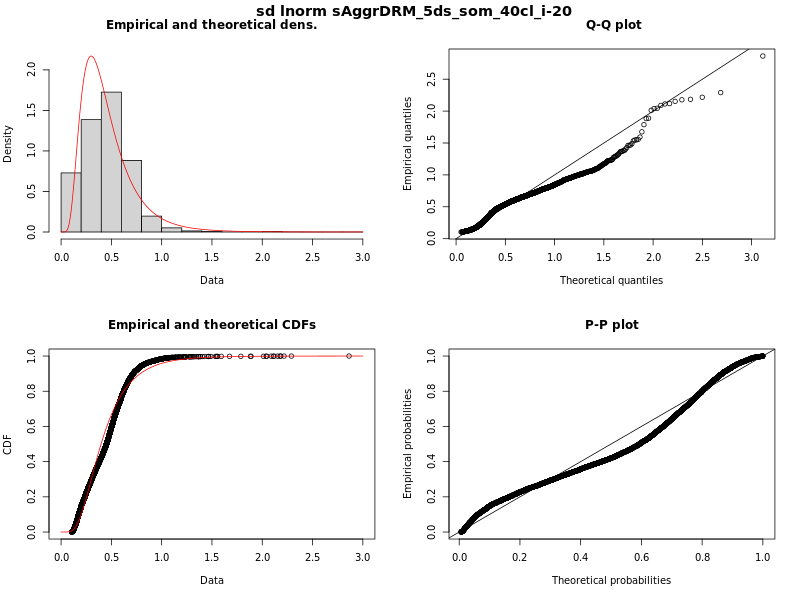 sd lnorm sAggrDRM_5ds_som_40cl_i-20
Empirical and theoretical dens.
Density
0.0 0.5 1.0 1.5 2.0
0.0 0.5 1.0 1.5 2.0 2.5 3.0
Data
Q-Q plot
Empirical quantiles
0.0 0.5 1.0 1.5 2.0 2.5
0.0 0.5 1.0 1.5 2.0 2.5 3.0
Theoretical quantiles
Empirical and theoretical CDFs
CDF
0.0 0.2 0.4 0.6 0.8 1.0
0.0 0.5 1.0 1.5 2.0 2.5 3.0
Data
P-P plot
Empirical probabilities
0.0 0.2 0.4 0.6 0.8 1.0
0.0 0.2 0.4 0.6 0.8 1.0
Theoretical probabilities